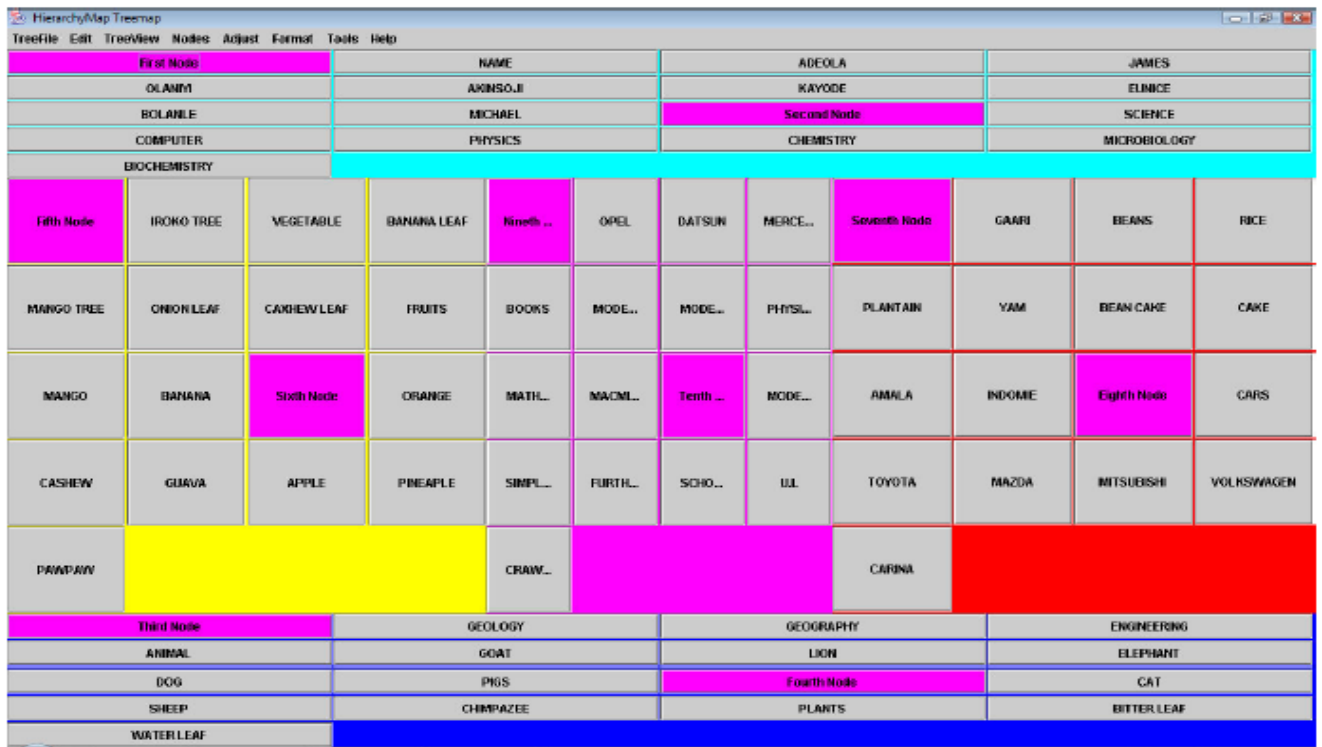 HierarchyMap Treemap
TreeFile Edit TreeView Nodes Adjust Format Tools Help
First Node NAME ADEOLA JAMES
OLANIYI AKINSOJI KAYODE EUNICE
BOLANLE MICHAEL Second Node SCIENCE
COMPUTER PHYSICS CHEMISTRY MICROBIOLOGY
BIOCHEMISTRY
Fifth Node IROKO TREE VEGETABLE BANANA LEAF Nineth ... OPEL DATSUN MERCE... Seventh Node GAARI BEANS RICE
MANGO TREE ONION LEAF CAXHEW LEAF FRUITS BOOKS MODE... MODE... PHYSI... PLANTAIN YAM BEAN CAKE CAKE
MANGO BANANA Sixth Node ORANGE MATH... MACMI... Tenth ... MODE... AMALA INDOMIE Eighth Node CARS
CASHEW GUAVA APPLE PINEAPLE SIMPL... FURTH... SCHO... TOYOTA MAZDA MITSUBISHI VOLKSWAGEN
PAWPAW CRAW... CARINA
Third Node GEOLOGY GEOGRAPHY ENGINEERING
ANIMAL GOAT LION ELEPHANT
DOG PIGS Fourth Node CAT
SHEEP CHIMPAZEE PLANTS BITTER LEAF
WATER LEAF